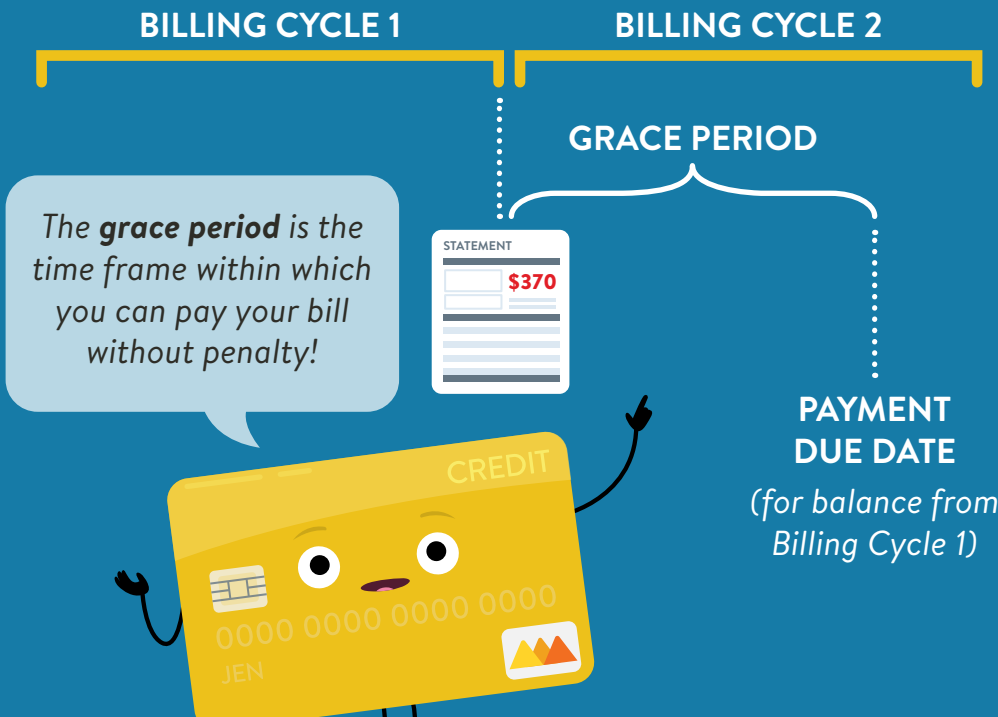 BILLING CYCLE 1
BILLING CYCLE 2
GRACE PERIOD
The grace period is the
time frame within which
you can pay your bill
without penalty!
STATEMENT
$370
PAYMENT
DUE DATE
(for balance from
Billing Cycle 1)
CREDIT
0000 0000 0000 0000
JEN